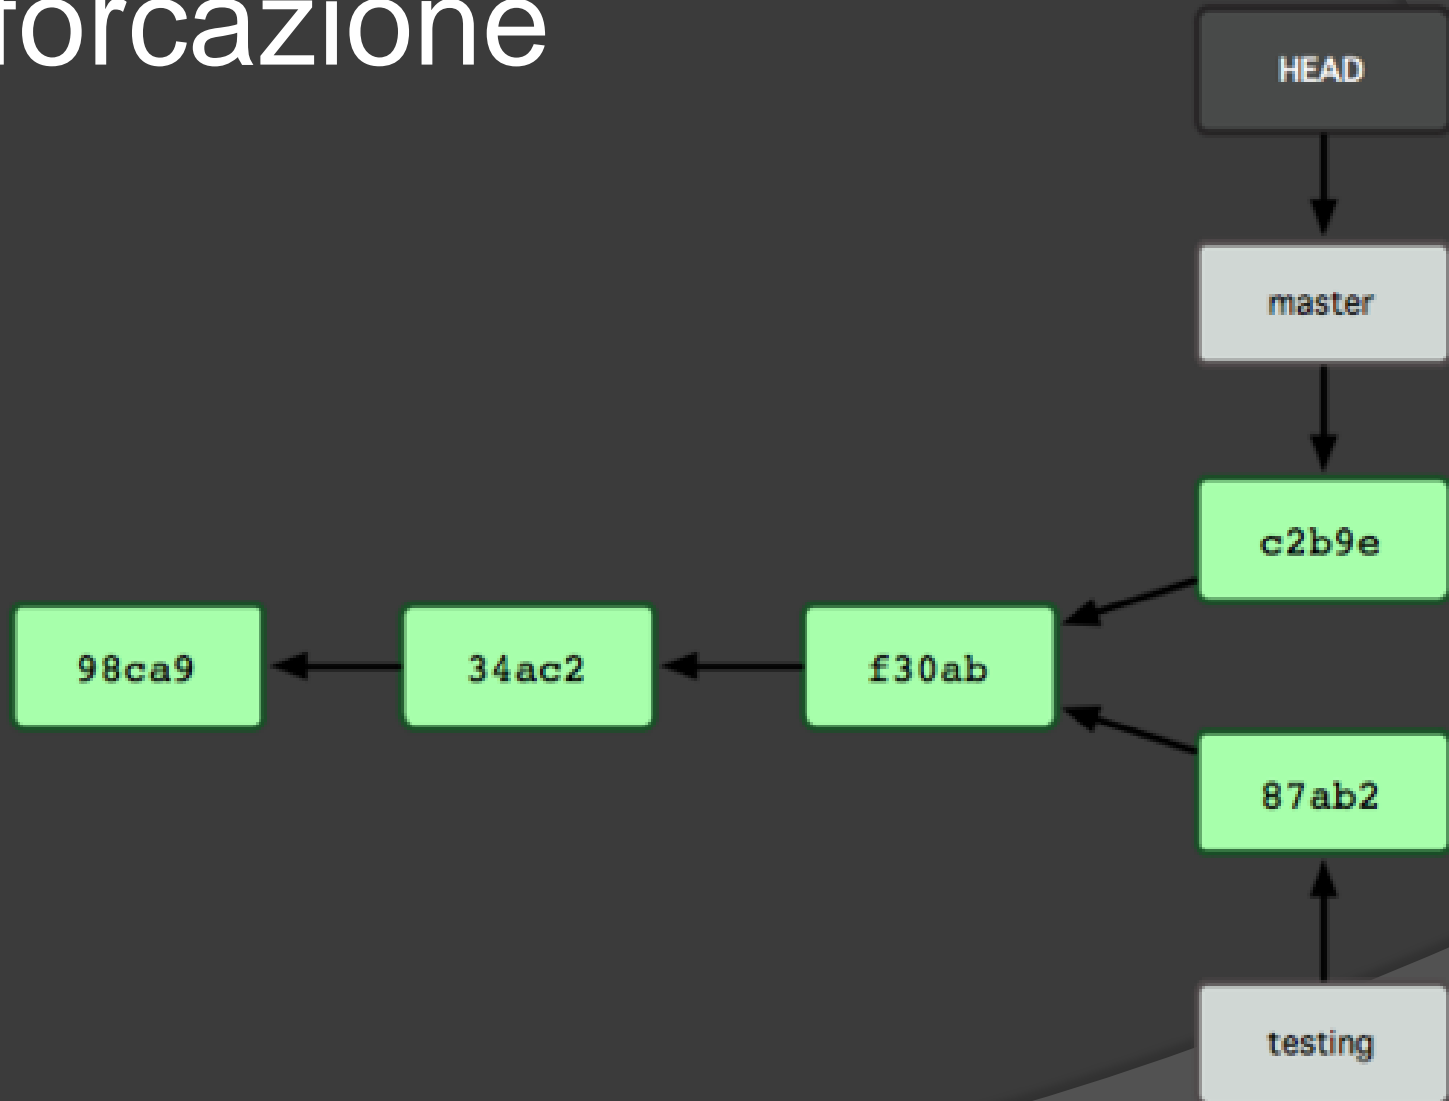 forcazione
HEAD
master
c2b9e
98ca9
34ac2
f30ab
87ab2
testing